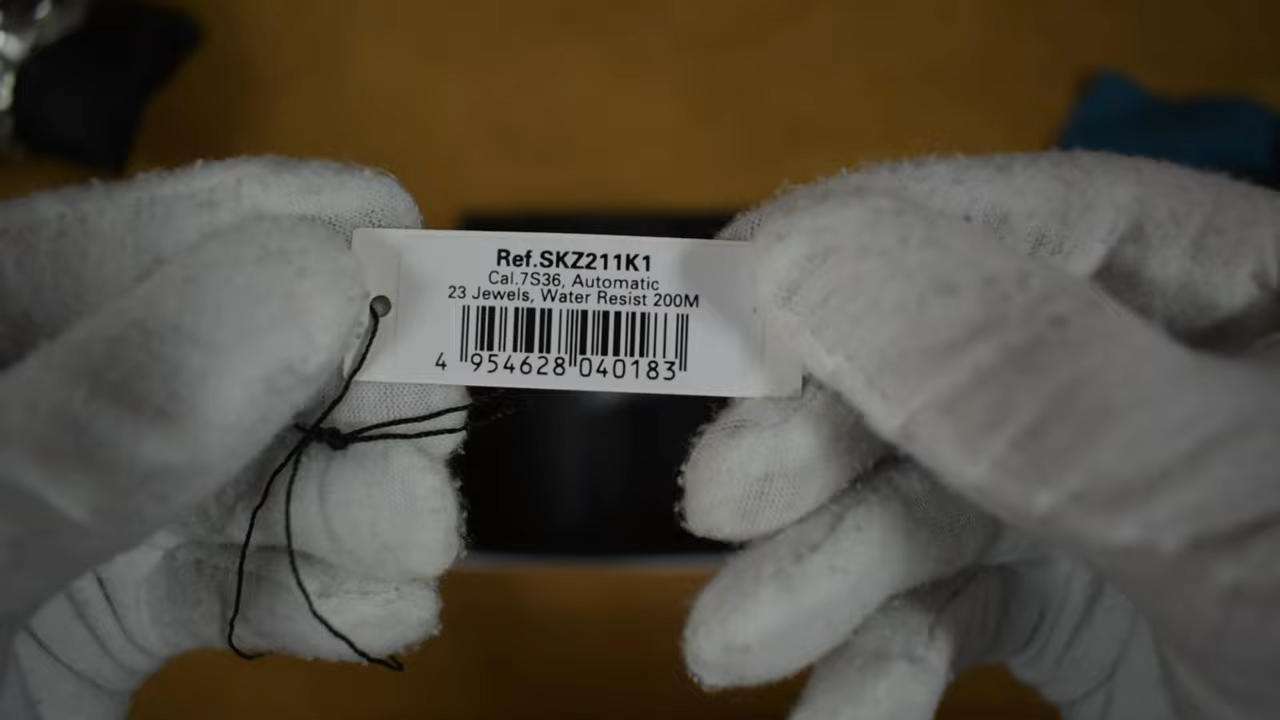 Ref.SKZ211K1
Cal.7S36, Automatic
23 Jewels, Water Resist 200M
4 954628 040183